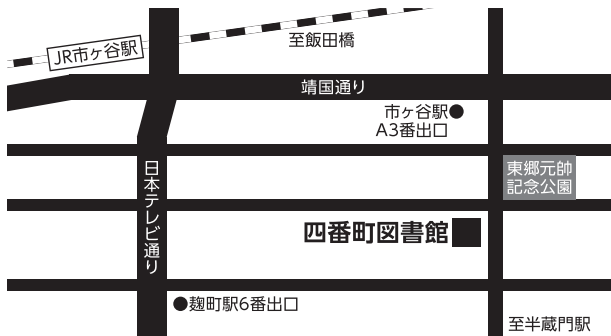 至飯田橋
JR市ヶ谷駅
靖国通り
市ヶ谷駅●
A3番出口
日本テレビ通り
東郷元帥
記念公園
四番町図書館
●麹町駅6番出口
至半蔵門駅